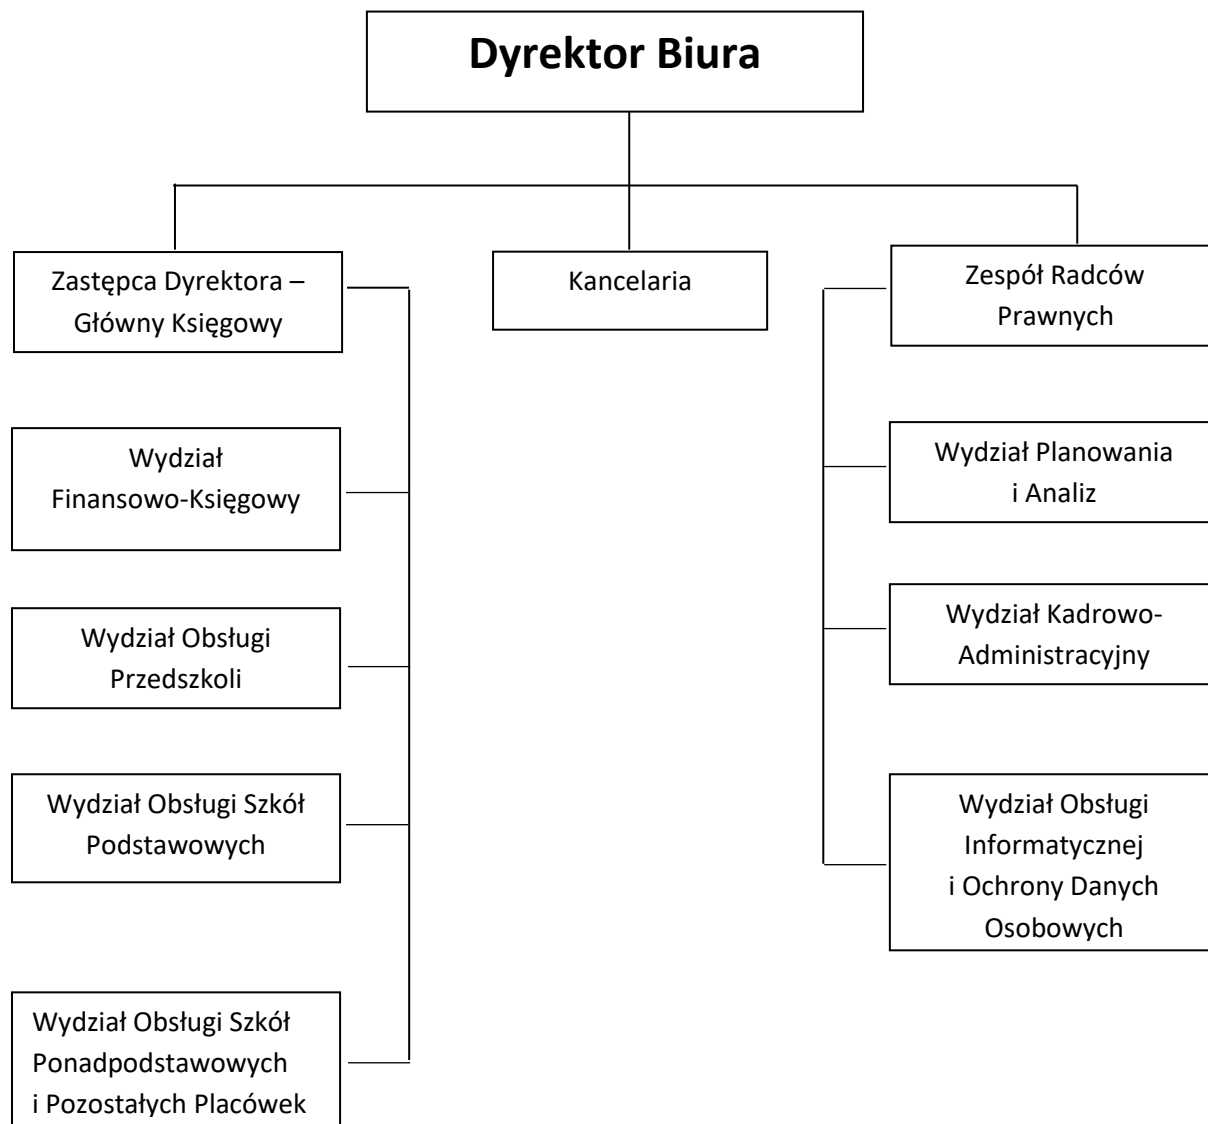 Dyrektor Biura
Zastępca Dyrektora –
Główny Księgowy
Kancelaria
Zespół Radców
Prawnych
Wydział
Finansowo-Księgowy
Wydział Planowania
i Analiz
Wydział Obsługi
Przedszkoli
Wydział Kadrowo-
Administracyjny
Wydział Obsługi Szkół
Podstawowych
Wydział Obsługi
Informatycznej
i Ochrony Danych
Osobowych
Wydział Obsługi Szkół
Ponadpodstawowych
i Pozostałych Placówek